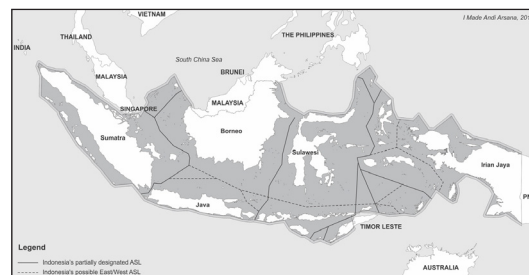 I Made Andi Arsana, 201
VIETNAM
THAILAND
THE PHILIPPINES
INDIA
South China Sea
BRUNEI
MALAYSIA
MALAYSIA
SINGAPORE
Sumatra
Borneo
Sulawesi
Irian Jaya
Java
TIMOR LESTE
AUSTRALIA
Legend
Indonesia's partially designated ASL
Indonesia's possible East/West ASL